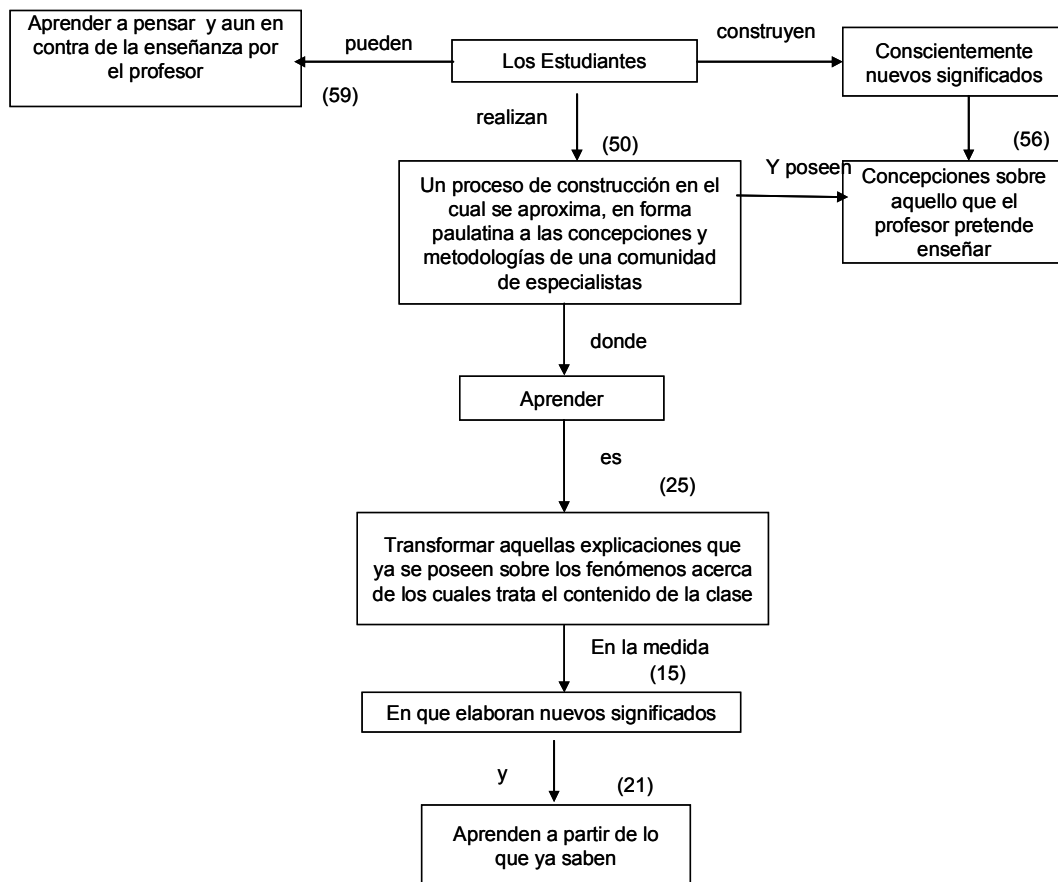 Aprender a pensar y aun en
contra de la enseñanza por
el profesor
pueden
Los Estudiantes
construyen
Conscientemente
nuevos significados
(59)
realizan
(50)
(56)
Un proceso de construcción en el
cual se aproxima, en forma
paulatina a las concepciones y
metodologías de una comunidad
de especialistas
Y poseen
Concepciones sobre
aquello que el
profesor pretende
enseñar
donde
Aprender
es
(25)
Transformar aquellas explicaciones que
ya se poseen sobre los fenómenos acerca
de los cuales trata el contenido de la clase
En la medida
(15)
En que elaboran nuevos significados
y
(21)
Aprenden a partir de lo
que ya saben